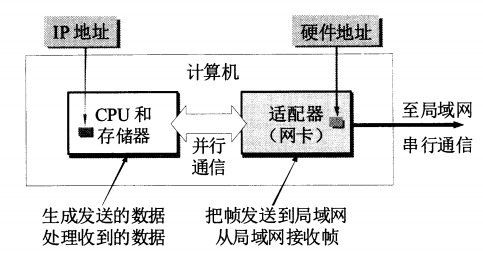 IP 地址
硬件地址
计算机
CPU 和
存储器
并行
通信
适配器
（网卡）
至局域网
串行通信
生成发送的数据
处理收到的数据
把帧发送到局域网
从局域网接收帧